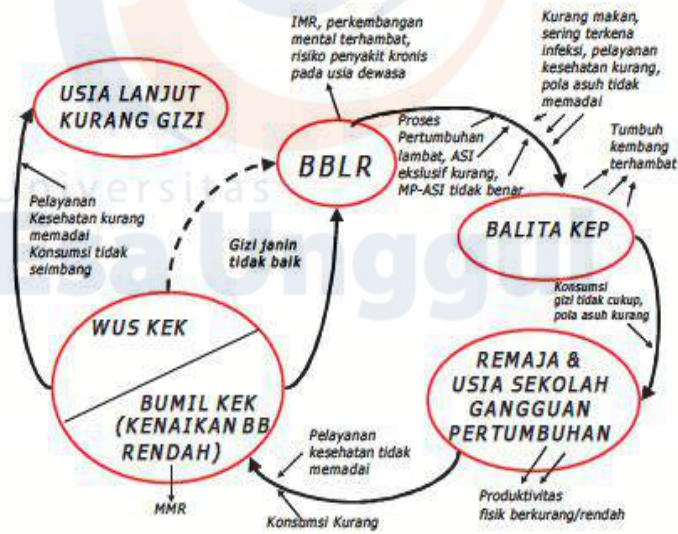 IMR, perkembangan
mental terhambat,
risiko penyakit kronis
pada usia dewasa
Kurang makan,
sering terkena
infeksi, pelayanan
kesehatan kurang,
pola asuh tidak
memadai
USIA LANJUT
KURANG GIZI
BBLR
Proses
Pertumbuhan
lambat, ASI
ekslusif kurang,
MP-ASI tidak benar
Tumbuh
kembang
terhambat
Universitas
Esa Unggul
Pelayanan
Kesehatan kurang
memadai
Konsumsi tidak
seimbang
Gizi janin
tidak baik
BALITA KEP
Konsumsi
gizi tidak cukup,
pola asuh kurang
WUS KEK
BUMIL KEK
(KENAIKAN BB
RENDAH)
MMR
REMAJA &
USIA SEKOLAH
GANGGUAN
PERTUMBUHAN
Pelayanan
kesehatan tidak
memadai
Konsumsi Kurang
Produktivitas
fisik berkurang/rendah